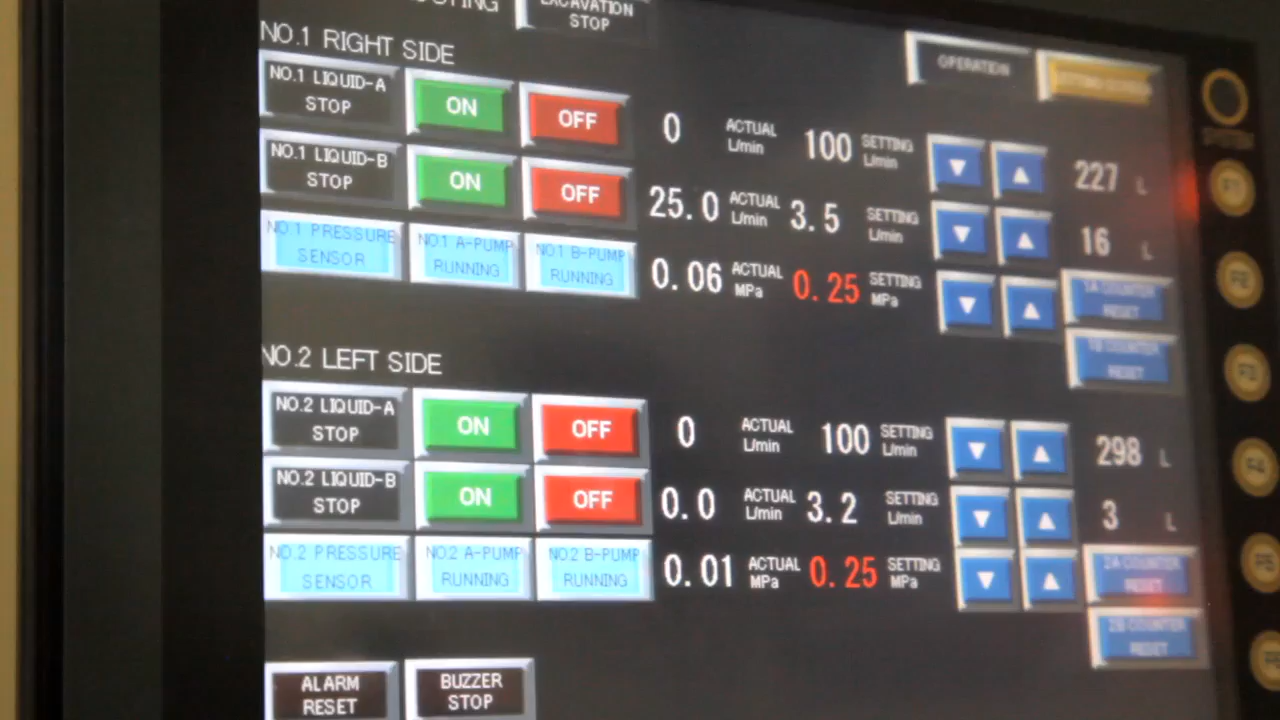 EXCAVATION
STOP
NO.1 RIGHT SIDE
OPERATION
NO.1 LIQUID-A
STOP
ON
OFF
0
ACTUAL
L/min
100
SETTING
L/min
▼
▲
227 L
NO.1 LIQUID-B
STOP
ON
OFF
25.0
ACTUAL
L/min
3.5
SETTING
L/min
▼
▲
16 L
NO.1 PRESSURE
SENSOR
NO.1 A-PUMP
RUNNING
NO.1 B-PUMP
RUNNING
0.06
ACTUAL
MPa
0.25
SETTING
MPa
▼
▲
1A COUNTER
RESET
1B COUNTER
RESET
NO.2 LEFT SIDE
NO.2 LIQUID-A
STOP
ON
OFF
0
ACTUAL
L/min
100
SETTING
L/min
▼
▲
298 L
NO.2 LIQUID-B
STOP
ON
OFF
0.0
ACTUAL
L/min
3.2
SETTING
L/min
▼
▲
3 L
NO.2 PRESSURE
SENSOR
NO.2 A-PUMP
RUNNING
NO.2 B-PUMP
RUNNING
0.01
ACTUAL
MPa
0.25
SETTING
MPa
▼
▲
2A COUNTER
RESET
2B COUNTER
RESET
ALARM
RESET
BUZZER
STOP
SYSTEM
F1
F2
F3
F4
F5